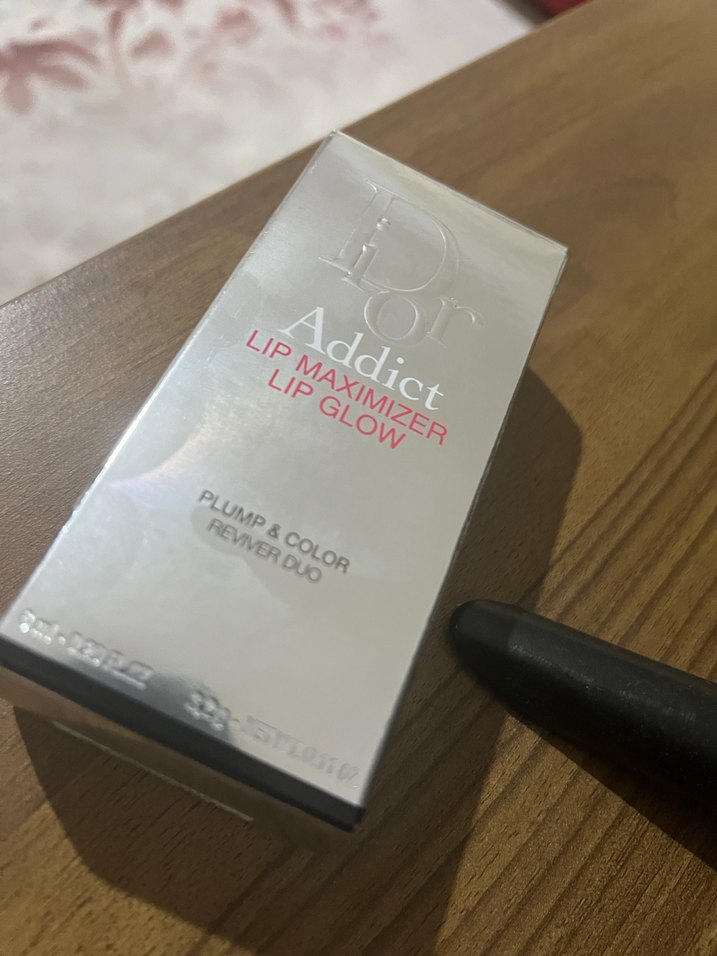 Dior
Addict
LIP MAXIMIZER
LIP GLOW
PLUMP & COLOR
REVIVER DUO